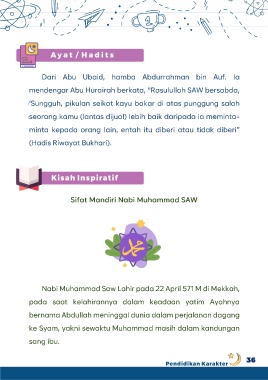 Ayat / Hadits
Dari Abu Ubaid, hamba Abdurrahman bin Auf. Ia
mendengar Abu Hurairah berkata, "Rasulullah SAW bersabda,
"Sungguh, pikulan seikat kayu bakar di atas punggung salah
seorang kamu (lantas dijual) lebih baik daripada ia meminta-
minta kepada orang lain, entah itu diberi atau tidak diberi"
(Hadis Riwayat Bukhari).
Kisah Inspiratif
Sifat Mandiri Nabi Muhammad SAW
محمد
Nabi Muhammad Saw Lahir pada 22 April 571 M di Mekkah,
pada saat kelahirannya dalam keadaan yatim Ayahnya
bernama Abdullah meninggal dunia dalam perjalanan dagang
ke Syam, yakni sewaktu Muhammad masih dalam kandungan
sang ibu.
Pendidikan Karakter 36